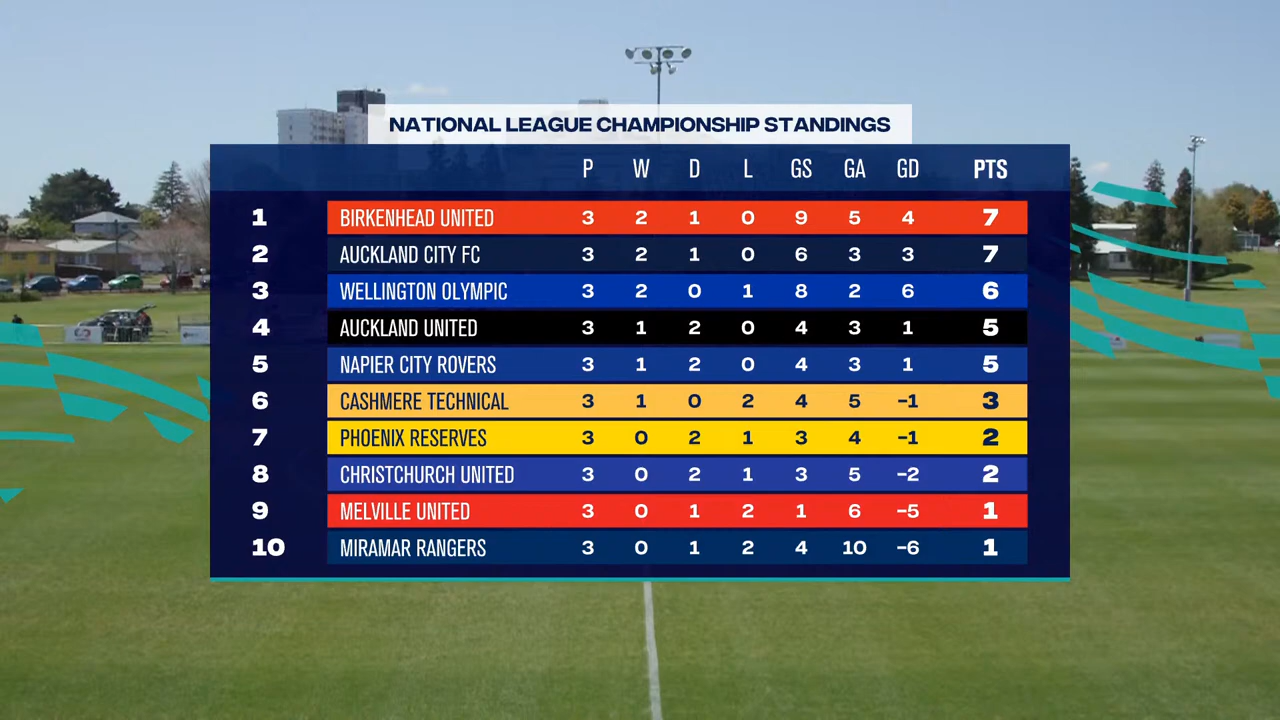 NATIONAL LEAGUE CHAMPIONSHIP STANDINGS
P W D L GS GA GD PTS
1 BIRKENHEAD UNITED 3 2 1 0 9 5 4 7
2 AUCKLAND CITY FC 3 2 1 0 6 3 3 7
3 WELLINGTON OLYMPIC 3 2 0 1 8 2 6 6
4 AUCKLAND UNITED 3 1 2 0 4 3 1 5
5 NAPIER CITY ROVERS 3 1 2 0 4 3 1 5
6 CASHMERE TECHNICAL 3 1 0 2 4 5 -1 3
7 PHOENIX RESERVES 3 0 2 1 3 4 -1 2
8 CHRISTCHURCH UNITED 3 0 2 1 3 5 -2 2
9 MELVILLE UNITED 3 0 1 2 1 6 -5 1
10 MIRAMAR RANGERS 3 0 1 2 4 10 -6 1